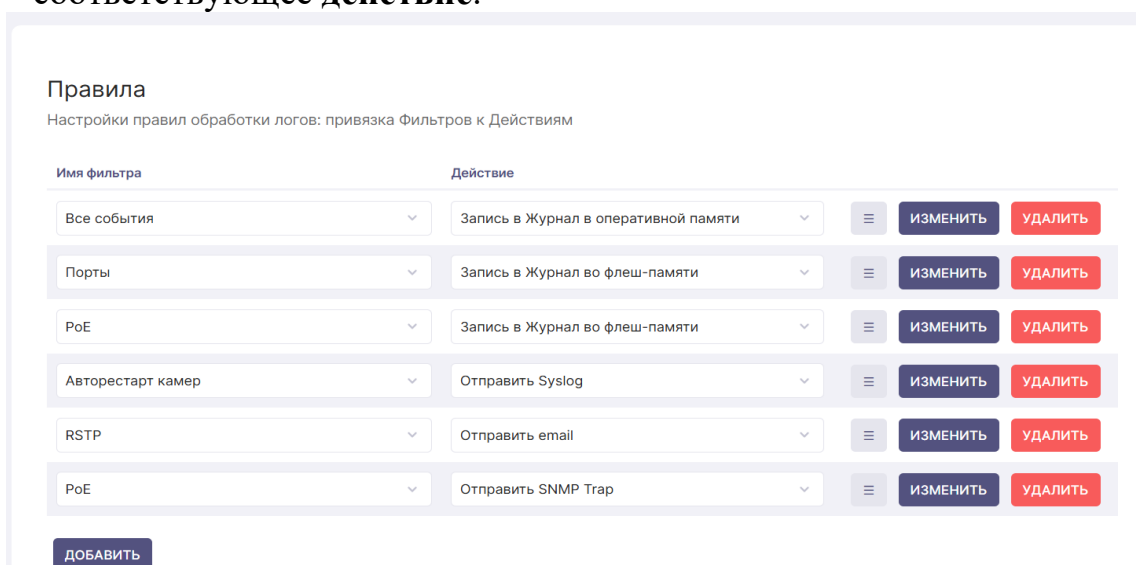 соответствующее действие.
Правила
Настройки правил обработки логов: привязка Фильтров к Действиям
Имя фильтра Действие
Все события Запись в Журнал в оперативной памяти ИЗМЕНИТЬ УДАЛИТЬ
Порты Запись в Журнал во флеш-памяти ИЗМЕНИТЬ УДАЛИТЬ
PoE Запись в Журнал во флеш-памяти ИЗМЕНИТЬ УДАЛИТЬ
Авторестарт камер Отправить Syslog ИЗМЕНИТЬ УДАЛИТЬ
RSTP Отправить email ИЗМЕНИТЬ УДАЛИТЬ
PoE Отправить SNMP Trap ИЗМЕНИТЬ УДАЛИТЬ
ДОБАВИТЬ